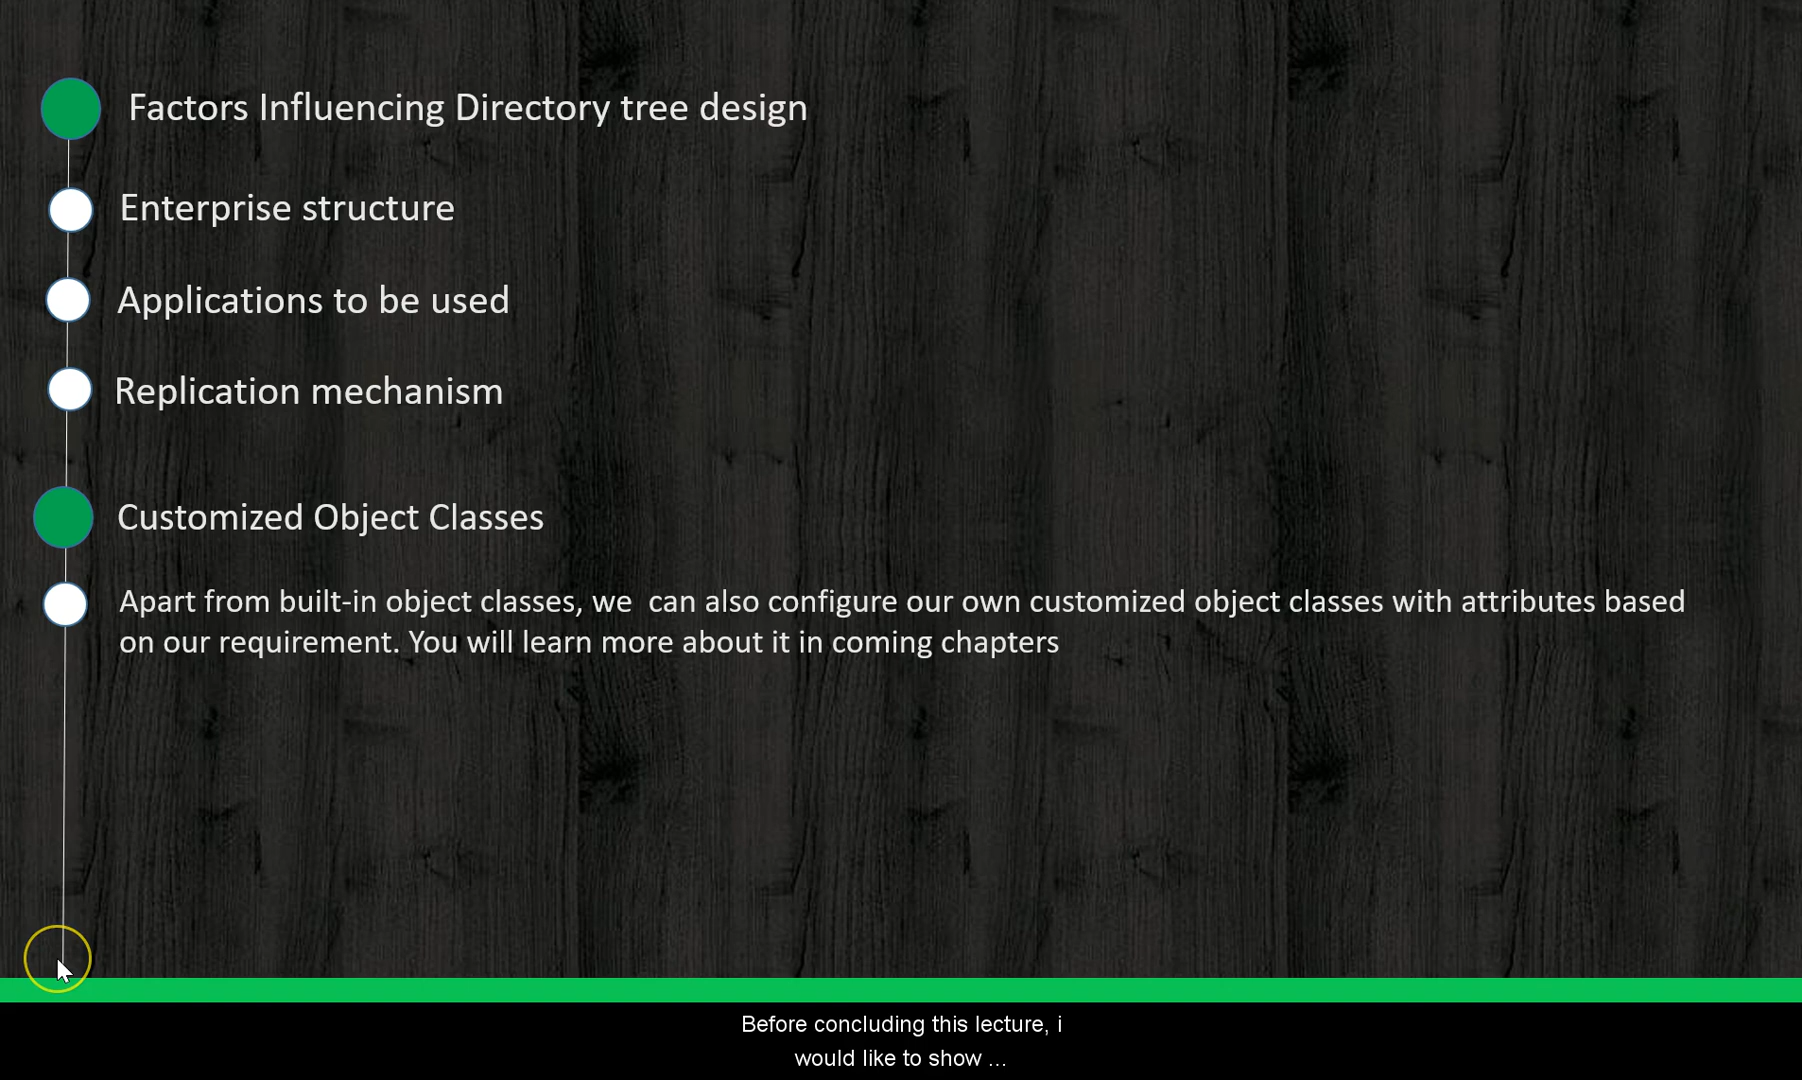 Factors Influencing Directory tree design
Enterprise structure
Applications to be used
Replication mechanism
Customized Object Classes
Apart from built-in object classes, we  can also configure our own customized object classes with attributes based
on our requirement. You will learn more about it in coming chapters
Before concluding this lecture, i
would like to show ...